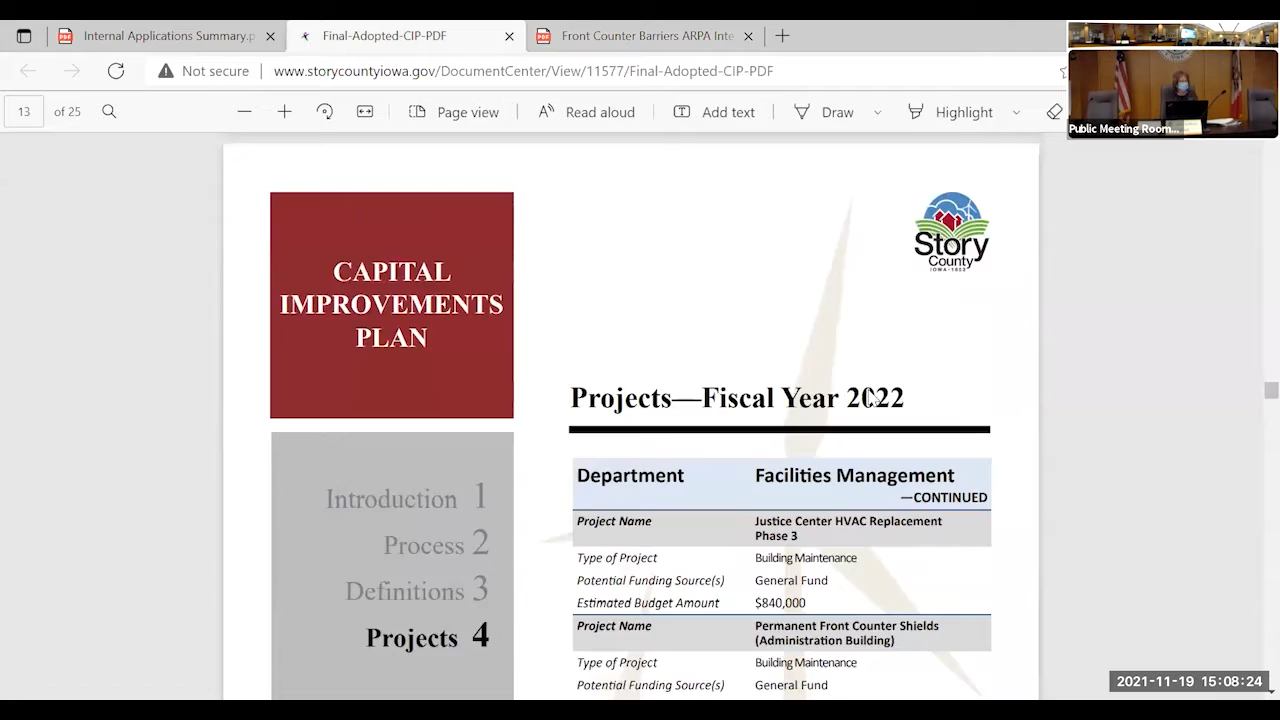 Internal Applications Summary.p
Final-Adopted-CIP-PDF
Front Counter Barriers ARPA Inte
Not secure
www.storycountyiowa.gov/DocumentCenter/View/11577/Final-Adopted-CIP-PDF
13 of 25
Page view
Read aloud
Add text
Draw
Highlight
Public Meeting Room...
CAPITAL
IMPROVEMENTS
PLAN
Story
County
IOWA · 1853
Projects—Fiscal Year 2022
Introduction 1
Process 2
Definitions 3
Projects 4
Department Facilities Management
—CONTINUED
Project Name Justice Center HVAC Replacement
Phase 3
Type of Project Building Maintenance
Potential Funding Source(s) General Fund
Estimated Budget Amount $840,000
Project Name Permanent Front Counter Shields
(Administration Building)
Type of Project Building Maintenance
Potential Funding Source(s) General Fund
2021-11-19 15:08:24